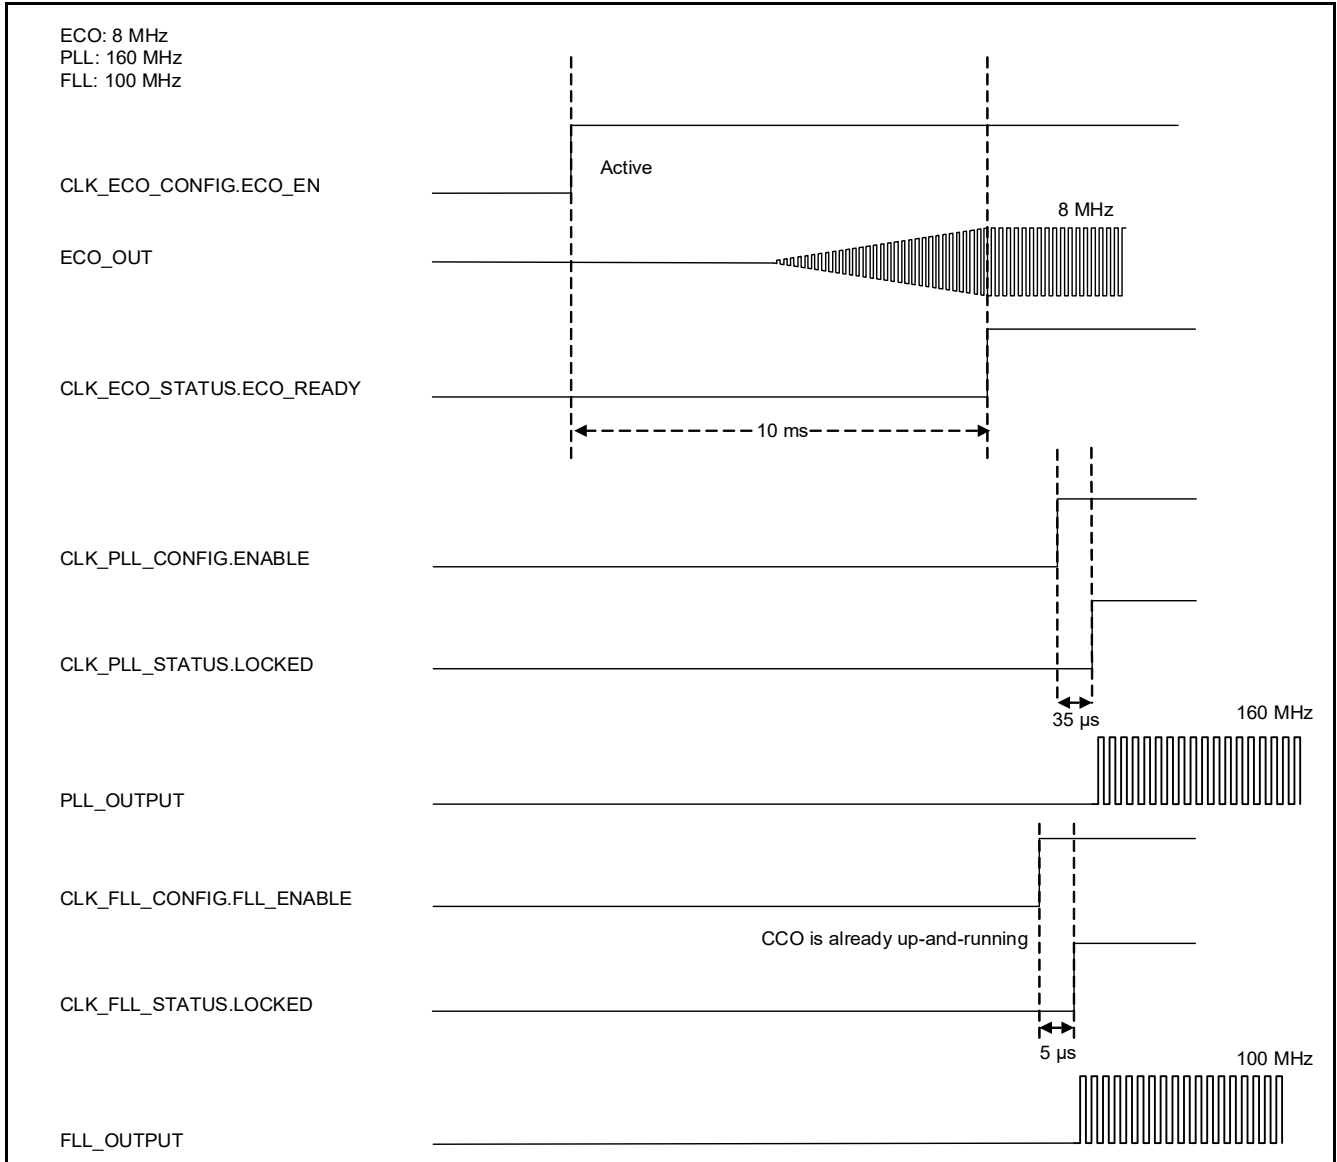 ECO: 8 MHz
PLL: 160 MHz
FLL: 100 MHz
Active
CLK_ECO_CONFIG.ECO_EN
8 MHz
ECO_OUT
CLK_ECO_STATUS.ECO_READY
10 ms
CLK_PLL_CONFIG.ENABLE
CLK_PLL_STATUS.LOCKED
35 µs
160 MHz
PLL_OUTPUT
CLK_FLL_CONFIG.FLL_ENABLE
CCO is already up-and-running
CLK_FLL_STATUS.LOCKED
5 µs
100 MHz
FLL_OUTPUT